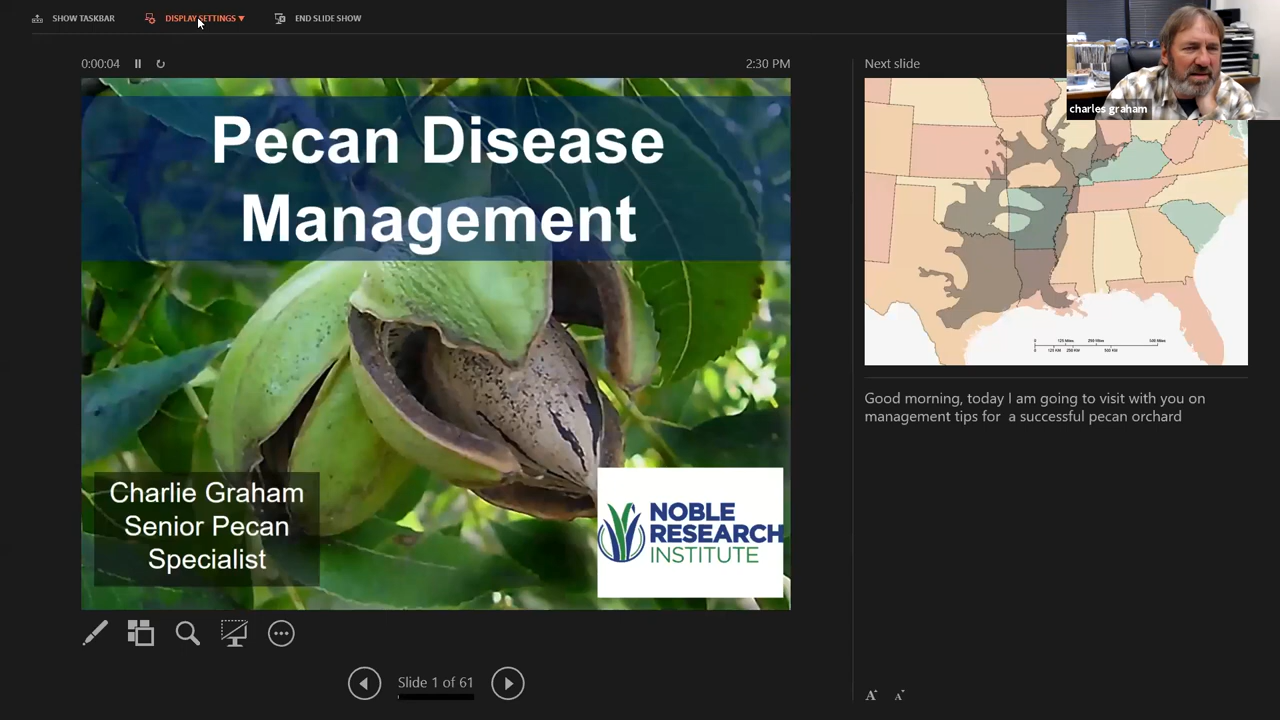 SHOW TASKBAR
DISPLAY SETTINGS ▼
END SLIDE SHOW
0:00:04
2:30 PM
Pecan Disease
Management
Charlie Graham
Senior Pecan
Specialist
NOBLE
RESEARCH
INSTITUTE
Slide 1 of 61
Next slide
charles graham
Good morning, today I am going to visit with you on
management tips for  a successful pecan orchard
A
A